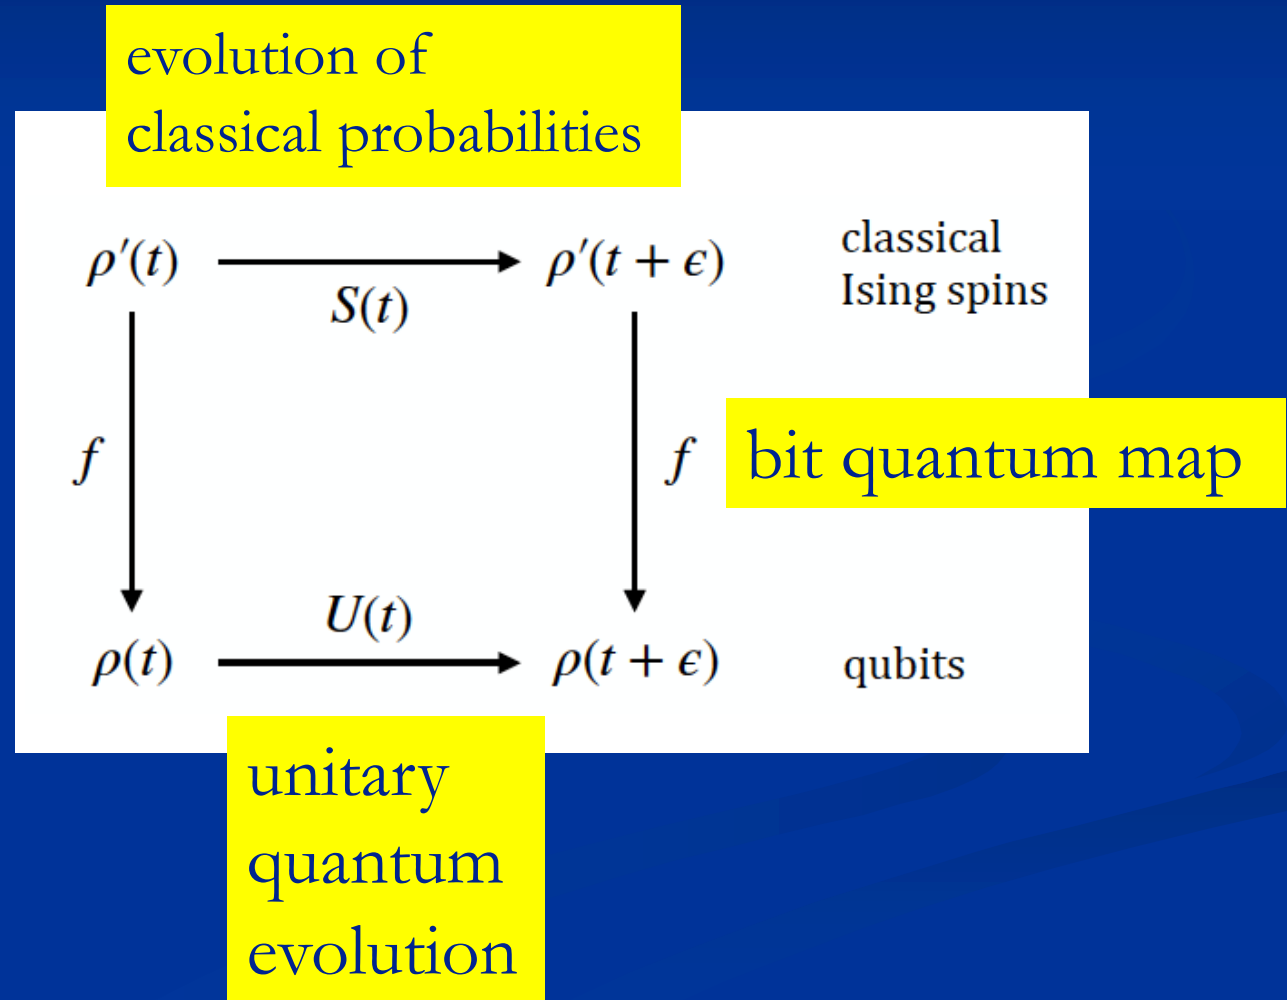 evolution of
classical probabilities
ρ′(t)
S(t)
ρ′(t + ϵ)
classical
Ising spins
f
f
bit quantum map
ρ(t)
U(t)
ρ(t + ϵ)
qubits
unitary
quantum
evolution